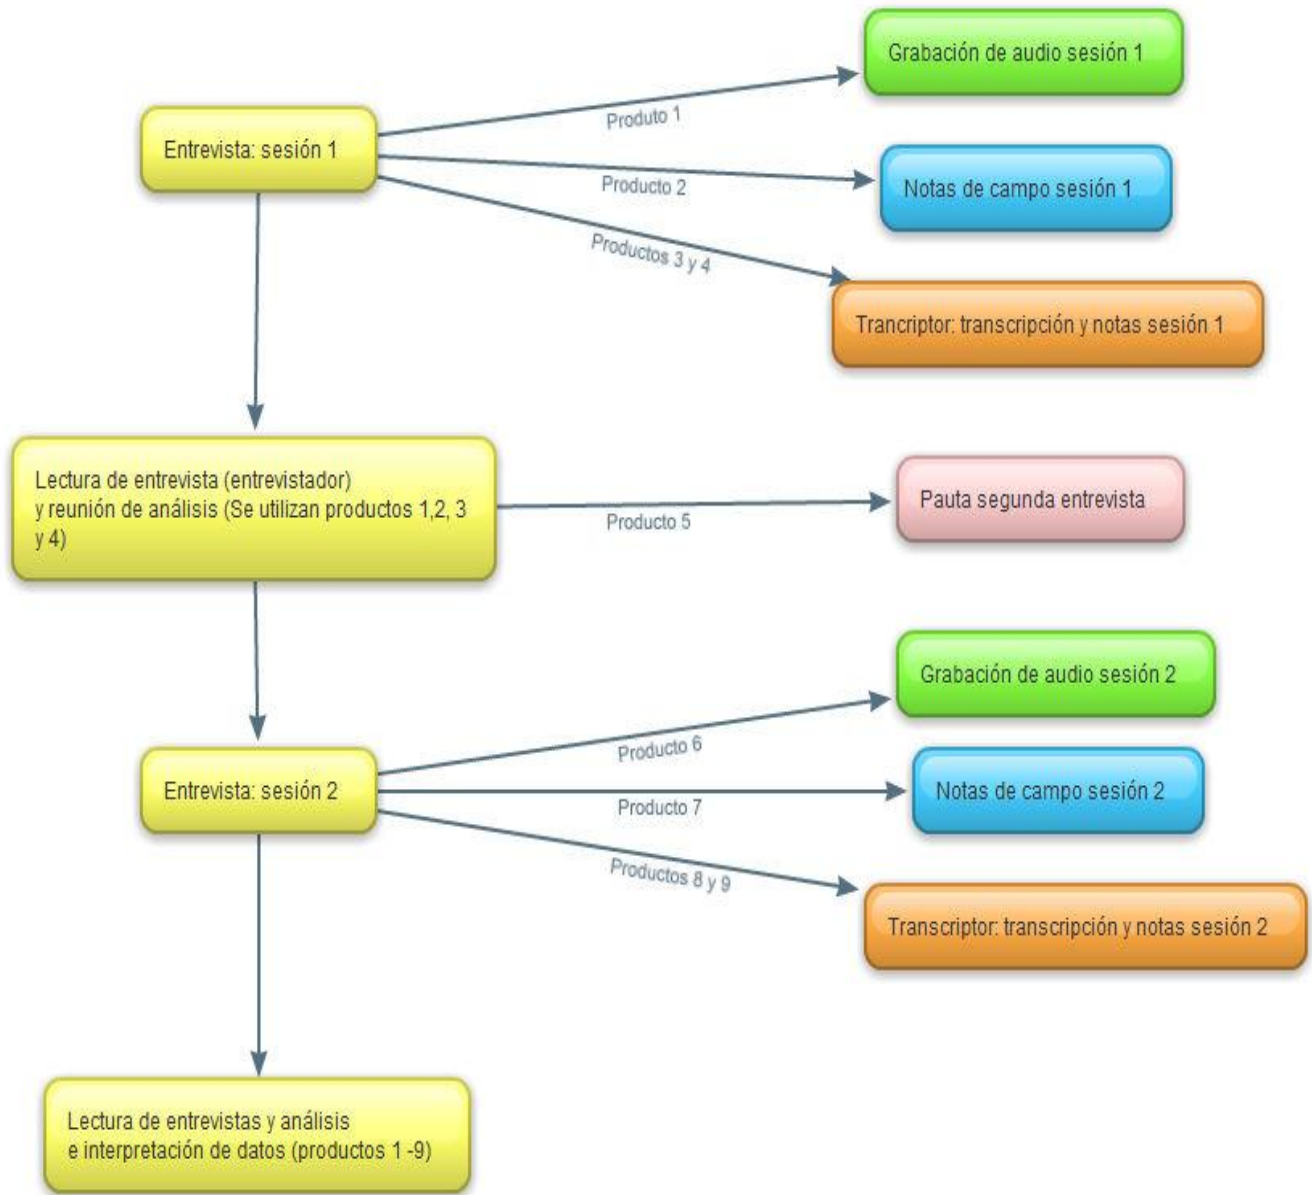 Grabación de audio sesión 1
Produto 1
Entrevista: sesión 1
Producto 2
Notas de campo sesión 1
Productos 3 y 4
Trancriptor: transcripción y notas sesión 1
Lectura de entrevista (entrevistador)
y reunión de análisis (Se utilizan productos 1,2, 3
y 4)
Producto 5
Pauta segunda entrevista
Grabación de audio sesión 2
Producto 6
Entrevista: sesión 2
Producto 7
Notas de campo sesión 2
Productos 8 y 9
Transcriptor: transcripción y notas sesión 2
Lectura de entrevistas y análisis
e interpretación de datos (productos 1 -9)